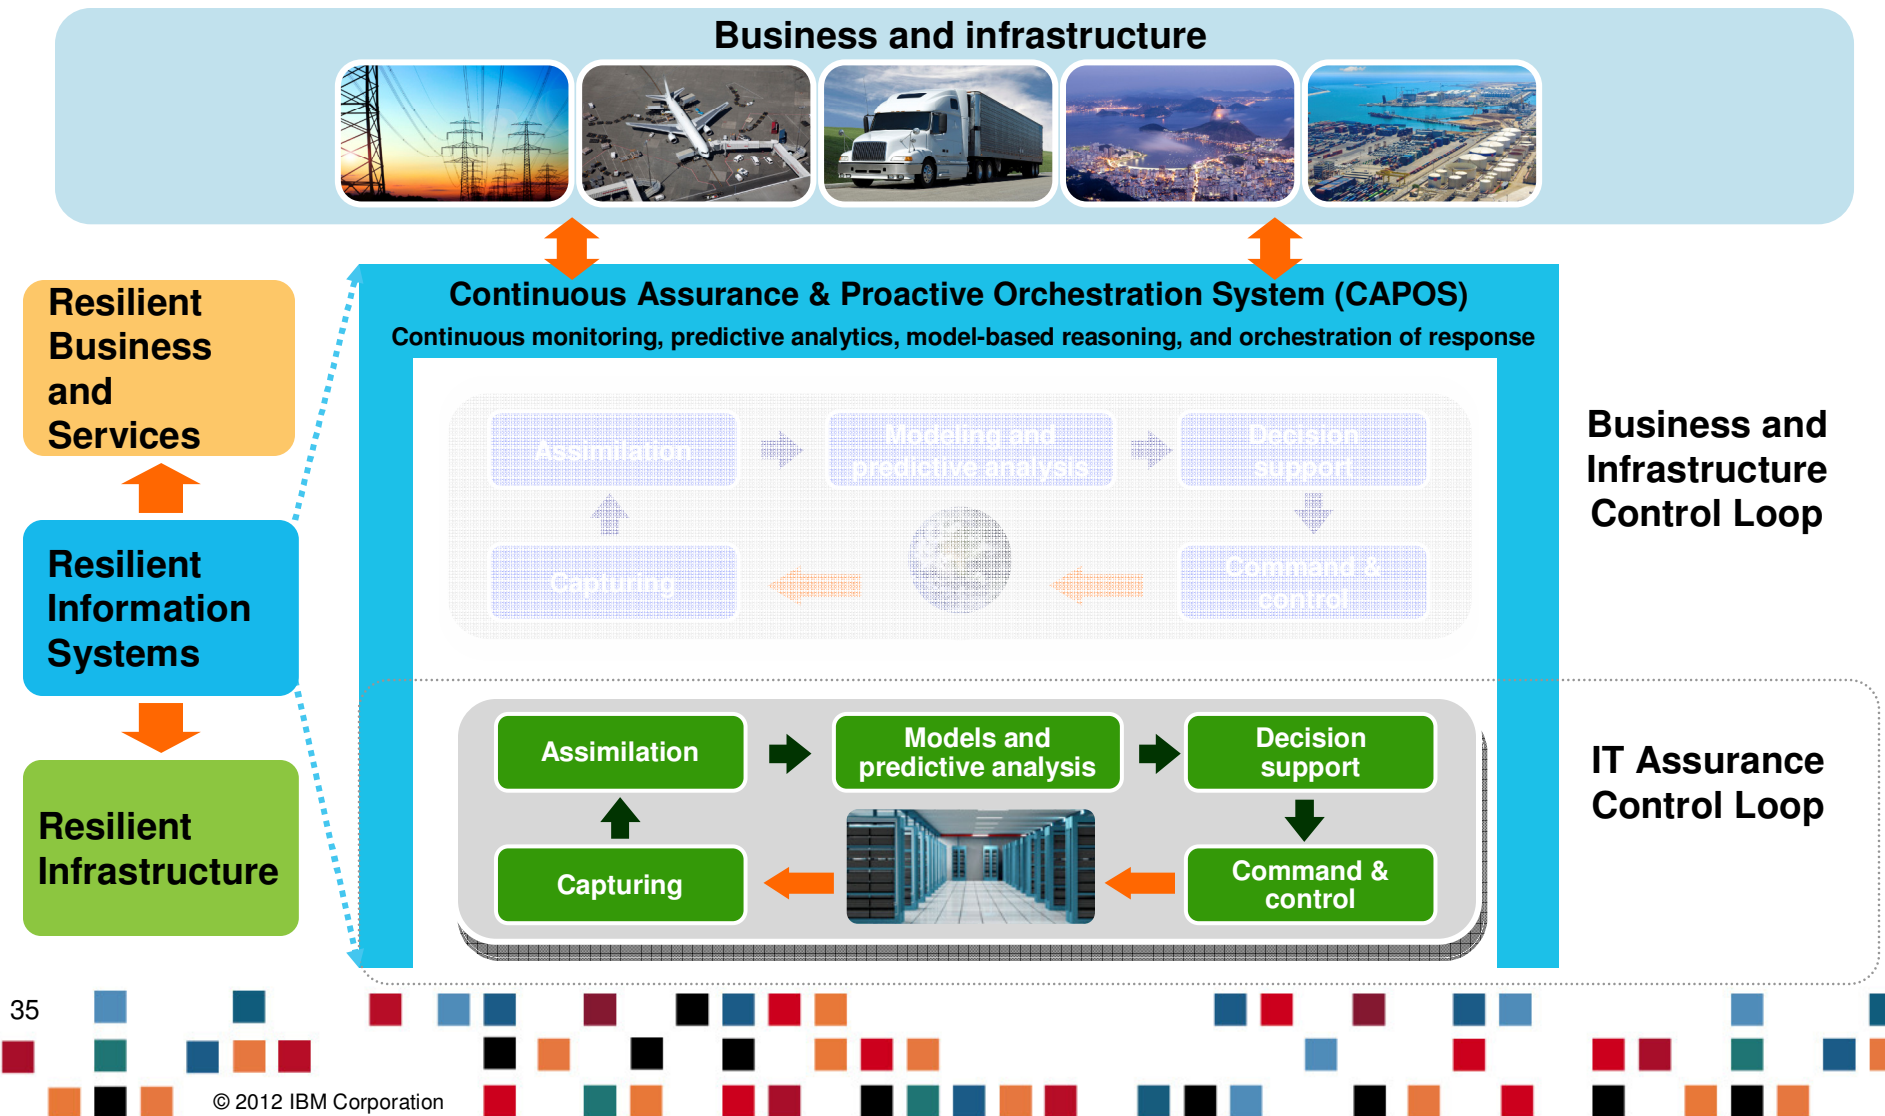 Business and infrastructure
Continuous Assurance & Proactive Orchestration System (CAPOS)
Continuous monitoring, predictive analytics, model-based reasoning, and orchestration of response
Resilient
Business
and
Services
Resilient
Information
Systems
Resilient
Infrastructure
Assimilation
Modeling and
predictive analysis
Decision
support
Capturing
Command &
control
Business and
Infrastructure
Control Loop
Assimilation
Models and
predictive analysis
Decision
support
Capturing
Command &
control
IT Assurance
Control Loop
35
© 2012 IBM Corporation